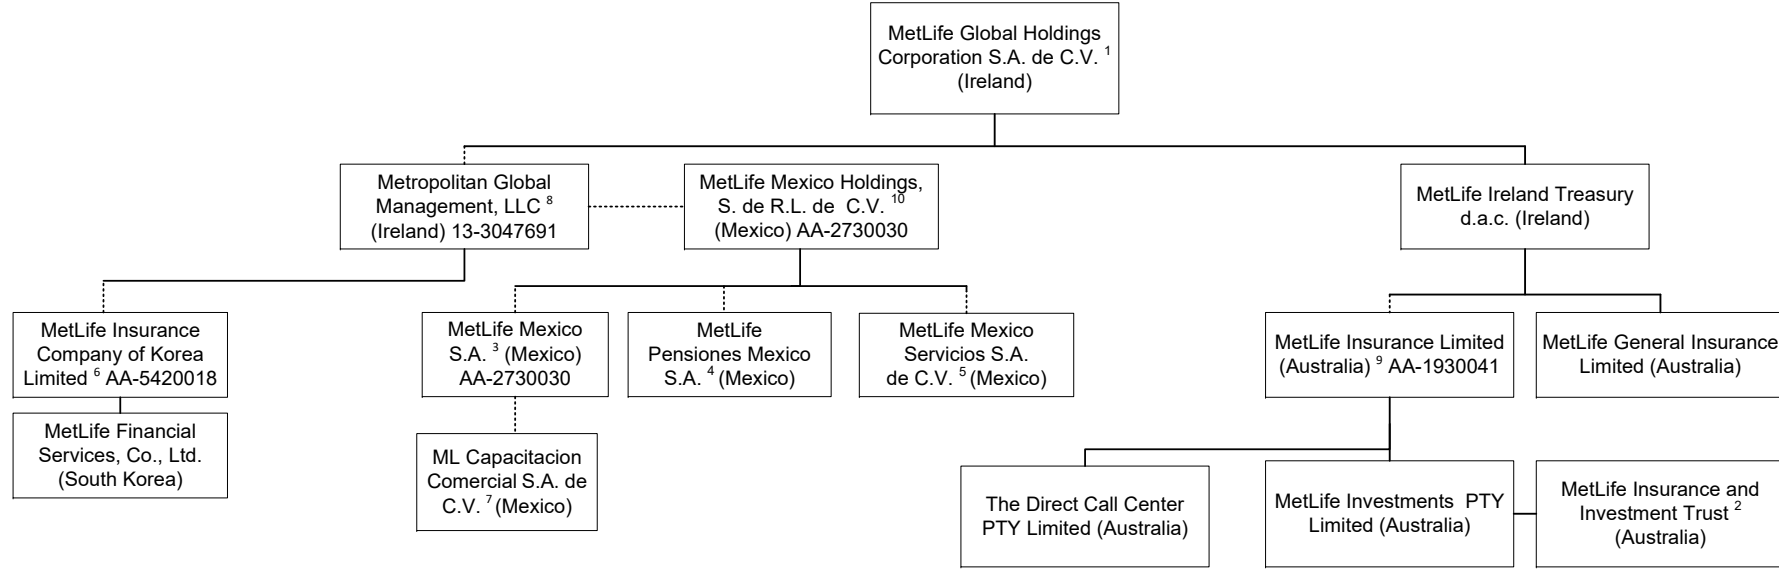 MetLife Global Holdings
Corporation S.A. de C.V. 1
(Ireland)
Metropolitan Global
Management, LLC 8
(Ireland) 13-3047691
MetLife Mexico Holdings,
S. de R.L. de C.V. 10
(Mexico) AA-2730030
MetLife Ireland Treasury
d.a.c. (Ireland)
MetLife Insurance
Company of Korea
Limited 6 AA-5420018
MetLife Mexico
S.A. 3 (Mexico)
AA-2730030
MetLife
Pensiones Mexico
S.A. 4 (Mexico)
MetLife Mexico
Servicios S.A.
de C.V. 5 (Mexico)
MetLife Insurance Limited
(Australia) 9 AA-1930041
MetLife General Insurance
Limited (Australia)
MetLife Financial
Services, Co., Ltd.
(South Korea)
ML Capacitacion
Comercial S.A. de
C.V. 7 (Mexico)
The Direct Call Center
PTY Limited (Australia)
MetLife Investments PTY
Limited (Australia)
MetLife Insurance and
Investment Trust 2
(Australia)